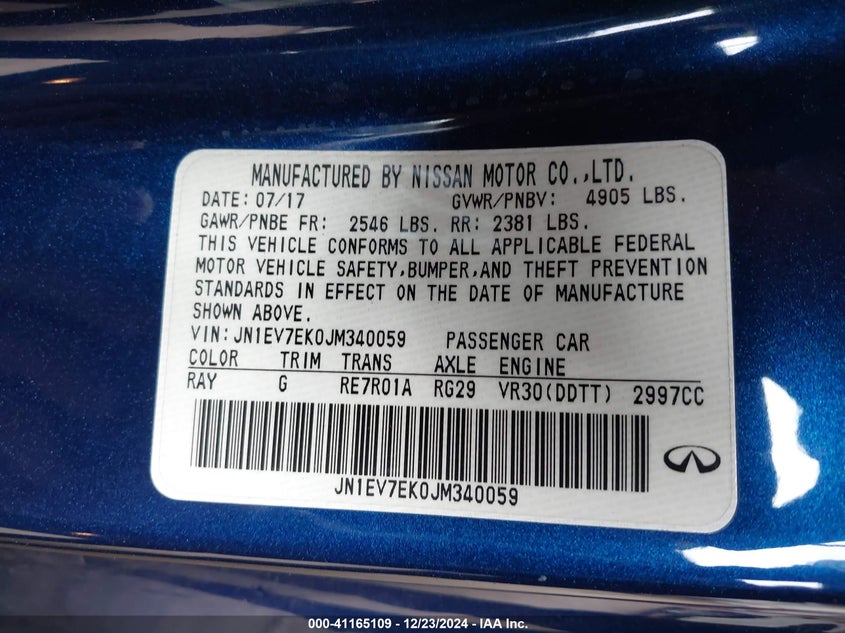 MANUFACTURED BY NISSAN MOTOR CO.,LTD.
DATE: 07/17 GVWR/PNBV: 4905 LBS.
GAWR/PNBE FR: 2546 LBS. RR: 2381 LBS.
THIS VEHICLE CONFORMS TO ALL APPLICABLE FEDERAL
MOTOR VEHICLE SAFETY,BUMPER,AND THEFT PREVENTION
STANDARDS IN EFFECT ON THE DATE OF MANUFACTURE
SHOWN ABOVE.
VIN:JN1EV7EK0JM340059 PASSENGER CAR
COLOR TRIM TRANS AXLE ENGINE
RAY G RE7R01A RG29 VR30(DDTT) 2997CC
JN1EV7EK0JM340059
000-41165109 - 12/23/2024 - IAA Inc.